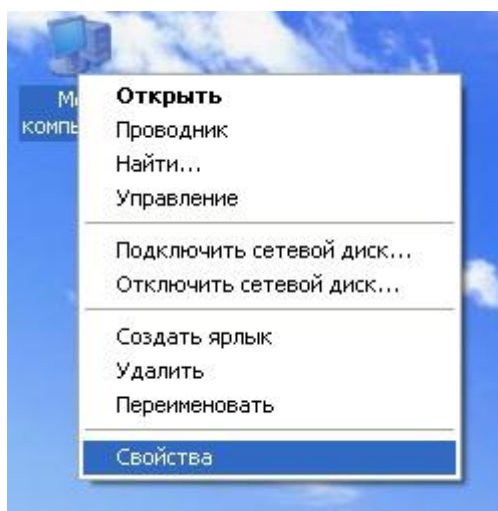 Открыть
Проводник
Найти...
Управление
Подключить сетевой диск...
Отключить сетевой диск...
Создать ярлык
Удалить
Переименовать
Свойства